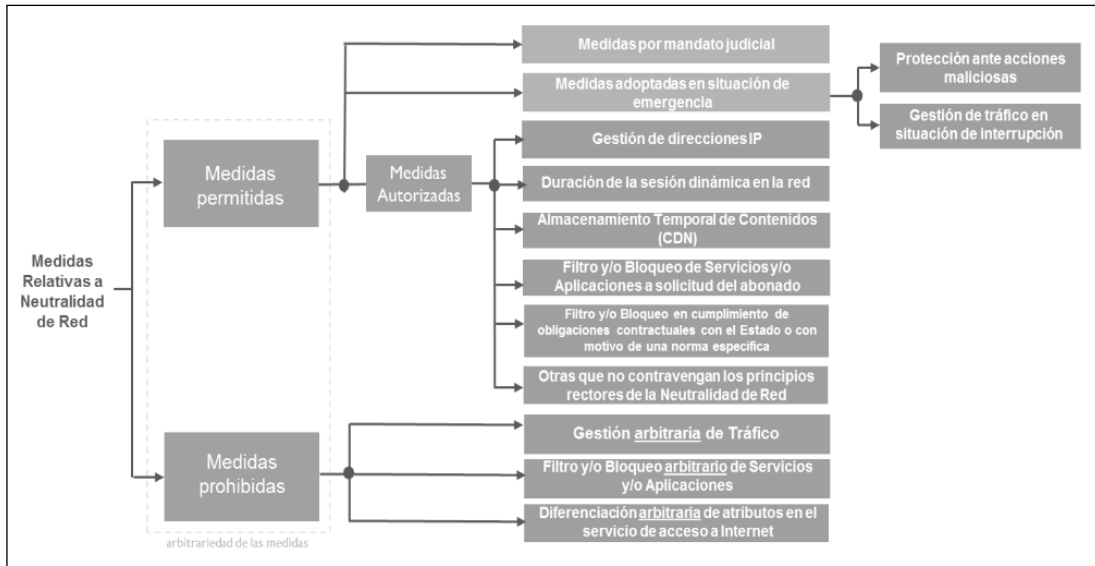 Medidas
Relativas a
Neutralidad
de Red
Medidas
permitidas
Medidas
prohibidas
arbitrariedad de las medidas
Medidas
Autorizadas
Medidas por mandato judicial
Medidas adoptadas en situación de
emergencia
Protección ante acciones
maliciosas
Gestión de tráfico en
situación de interrupción
Gestión de direcciones IP
Duración de la sesión dinámica en la red
Almacenamiento Temporal de Contenidos
(CDN)
Filtro y/o Bloqueo de Servicios y/o
Aplicaciones a solicitud del abonado
Filtro y/o Bloqueo en cumplimiento de
obligaciones contractuales con el Estado o con
motivo de una norma específica
Otras que no contravengan los principios
rectores de la Neutralidad de Red
Gestión arbitraria de Tráfico
Filtro y/o Bloqueo arbitrario de Servicios
y/o Aplicaciones
Diferenciación arbitraria de atributos en el
servicio de acceso a Internet